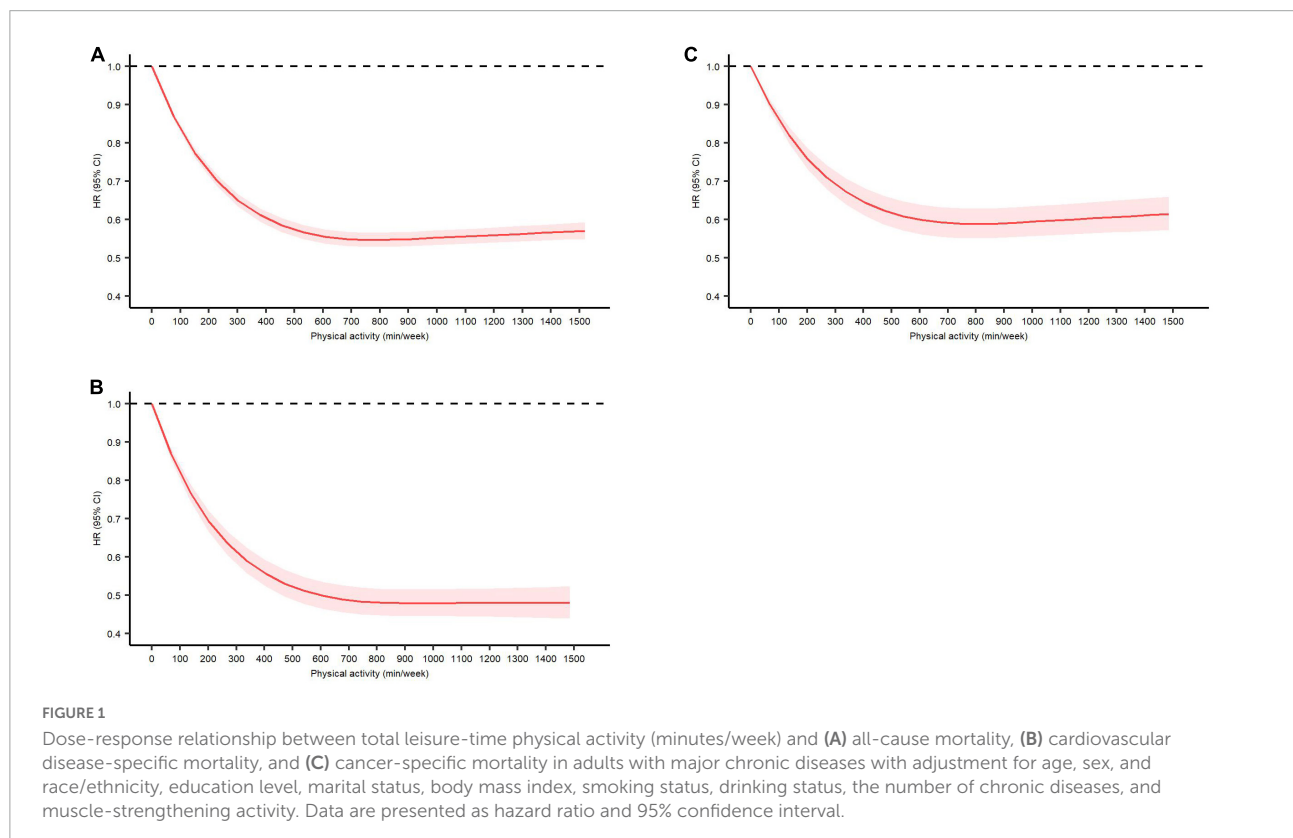 A
HR (95% CI)
1.0
0.9
0.8
0.7
0.6
0.5
0.4
0 100 200 300 400 500 600 700 800 900 1000 1100 1200 1300 1400 1500
Physical activity (min/week)
C
HR (95% CI)
1.0
0.9
0.8
0.7
0.6
0.5
0.4
0 100 200 300 400 500 600 700 800 900 1000 1100 1200 1300 1400 1500
Physical activity (min/week)
B
HR (95% CI)
1.0
0.9
0.8
0.7
0.6
0.5
0.4
0 100 200 300 400 500 600 700 800 900 1000 1100 1200 1300 1400 1500
Physical activity (min/week)
FIGURE 1
Dose-response relationship between total leisure-time physical activity (minutes/week) and (A) all-cause mortality, (B) cardiovascular
disease-specific mortality, and (C) cancer-specific mortality in adults with major chronic diseases with adjustment for age, sex, and
race/ethnicity, education level, marital status, body mass index, smoking status, drinking status, the number of chronic diseases, and
muscle-strengthening activity. Data are presented as hazard ratio and 95% confidence interval.